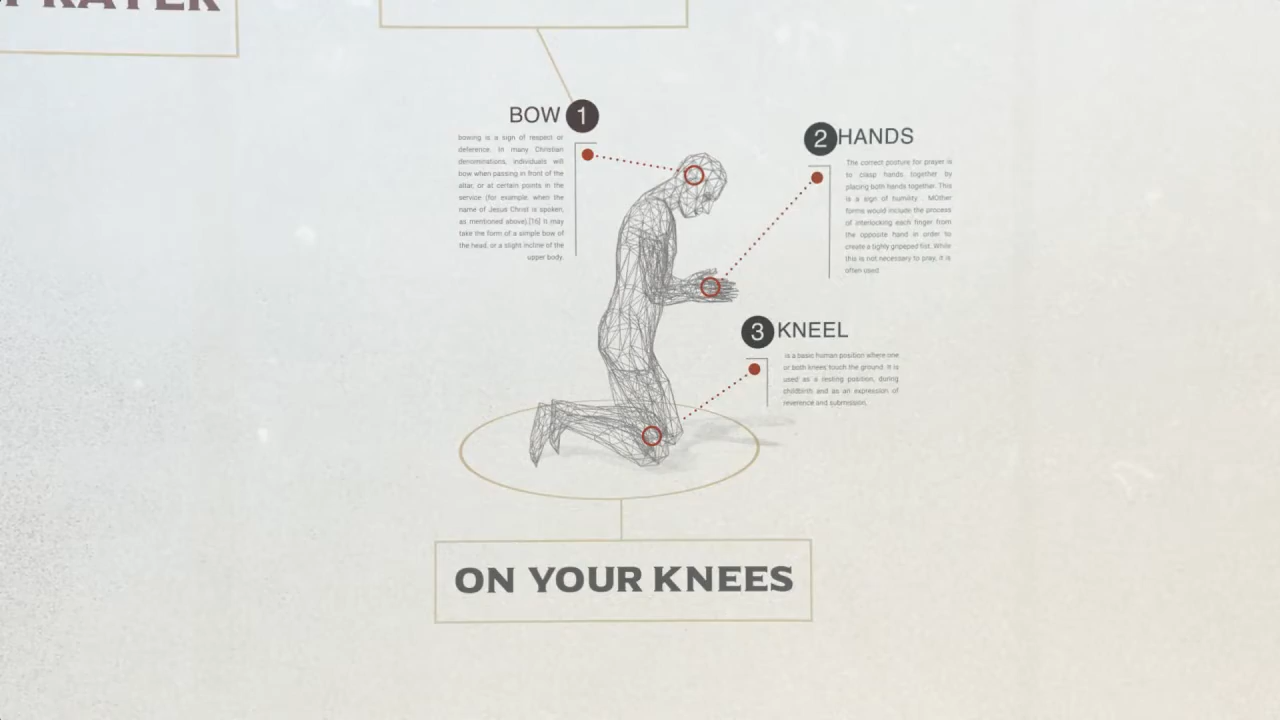 PRAYER
BOW 1
bowing is a sign of respect or
deference. In many Christian
denominations, individuals will
bow when passing in front of the
altar, or at certain points in the
service (for example, when the
name of Jesus Christ is spoken,
as mentioned above).[16] It may
take the form of a simple bow of
the head, or a slight incline of the
upper body.
2 HANDS
The correct posture for prayer is
to clasp hands together by
placing both hands together. This
is a sign of humility. MOther
forms would include the process
of interlocking each finger from
the opposite hand in order to
create a tighly gripeped fist. While
this is not necessary to pray, it is
often used.
3 KNEEL
is a basic human position where one
or both knees touch the ground. It is
used as a resting position, during
childbirth and as an expression of
reverence and submission.
ON YOUR KNEES